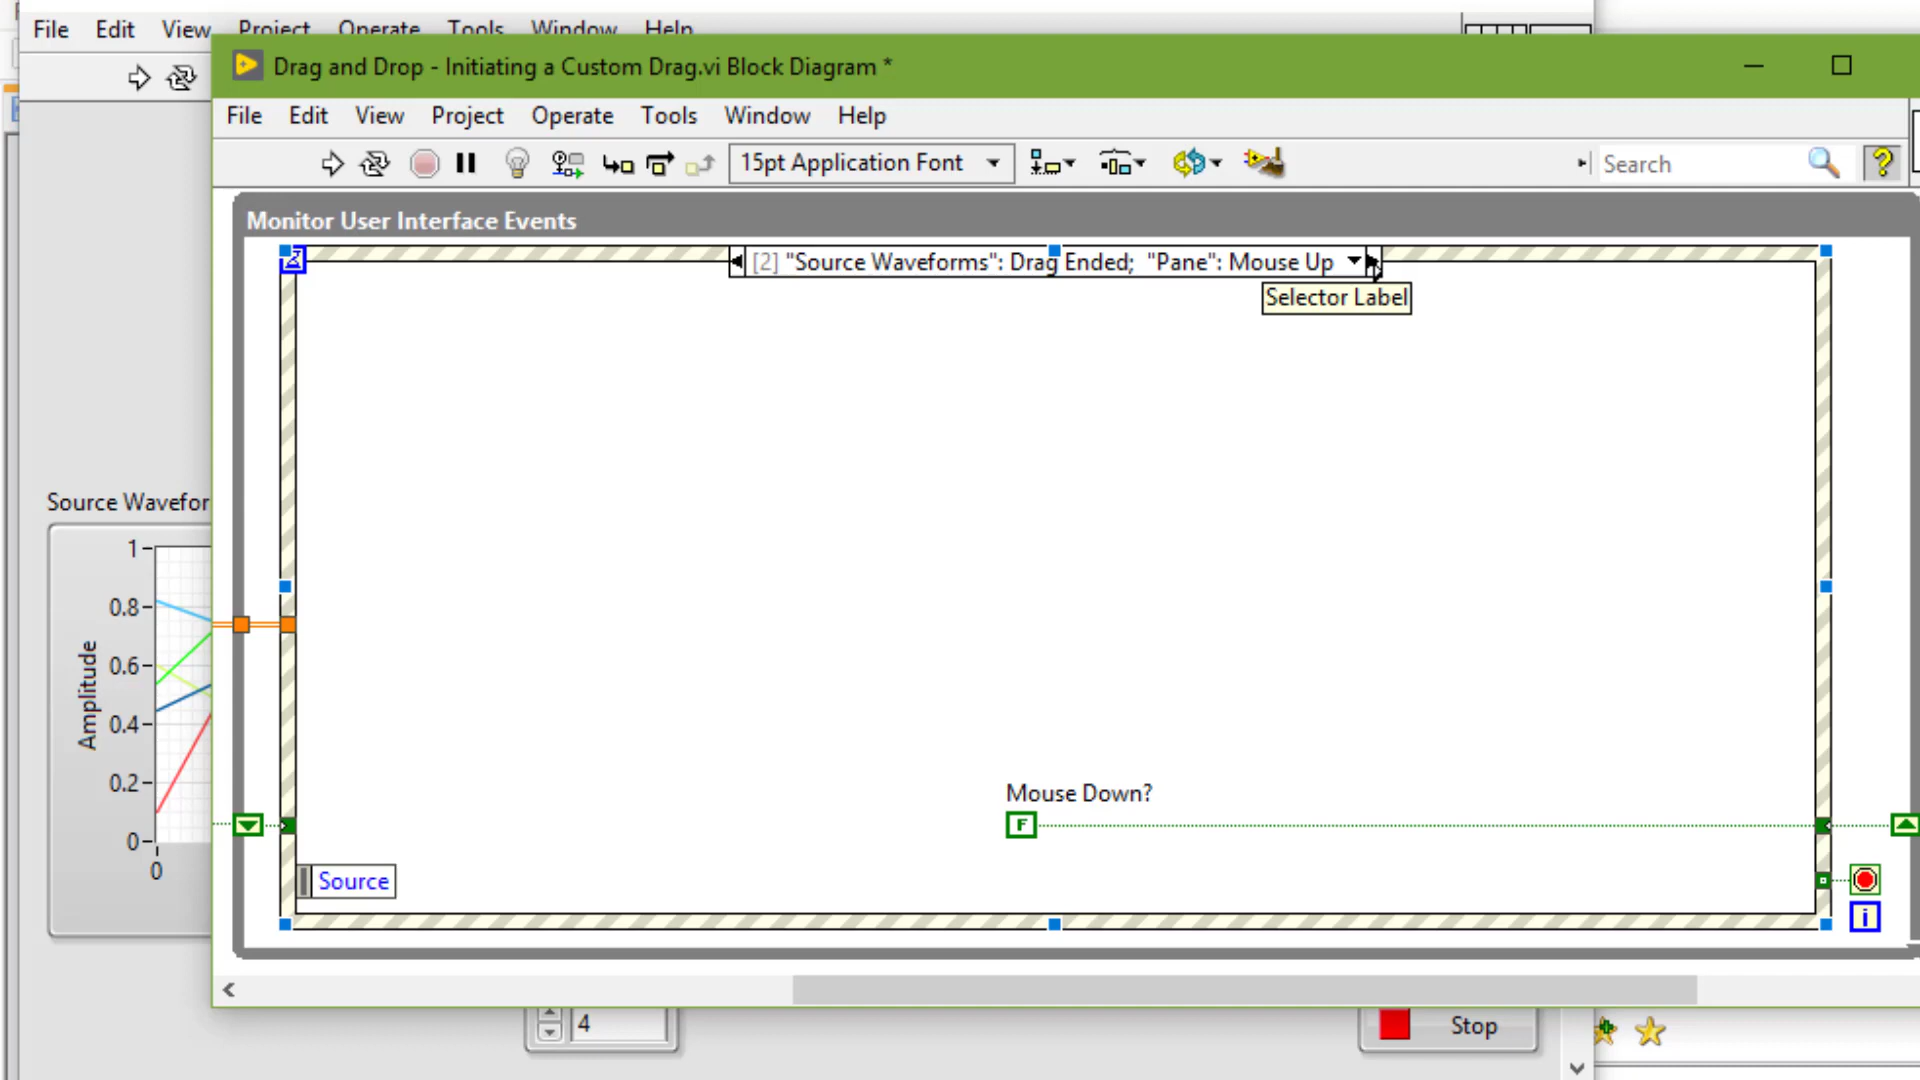 File Edit View Project Operate Tools Window Help
Drag and Drop - Initiating a Custom Drag.vi Block Diagram *
File Edit View Project Operate Tools Window Help
15pt Application Font
Search
?
Monitor User Interface Events
[2] "Source Waveforms": Drag Ended; "Pane": Mouse Up
Selector Label
Source Wavefor
1
0.8
0.6
0.4
0.2
0
0
Amplitude
Mouse Down?
F
Source
i
4
Stop